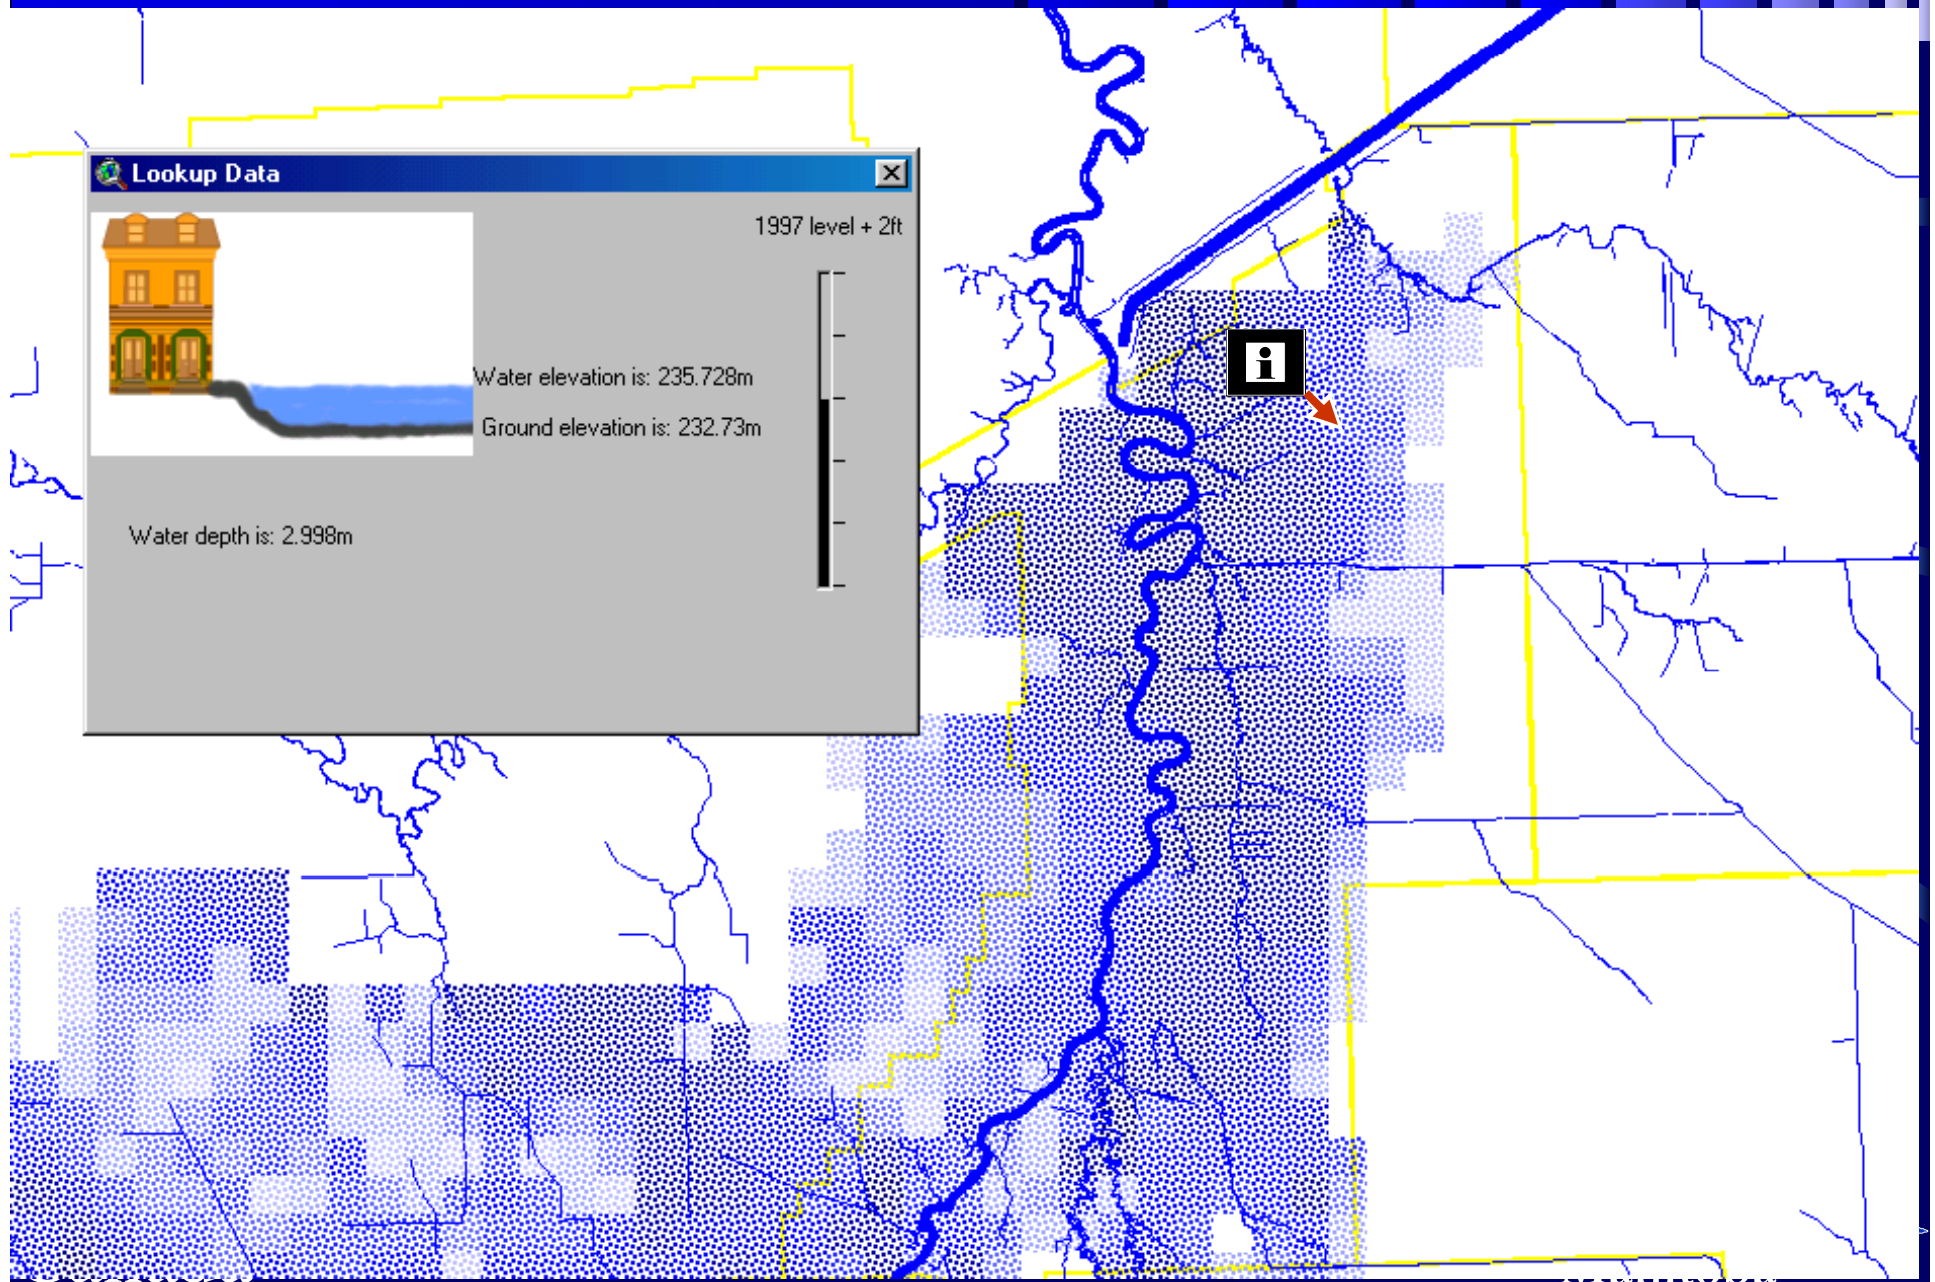 Lookup Data
1997 level + 2ft
Water elevation is: 235.728m
Ground elevation is: 232.73m
Water depth is: 2.998m
i